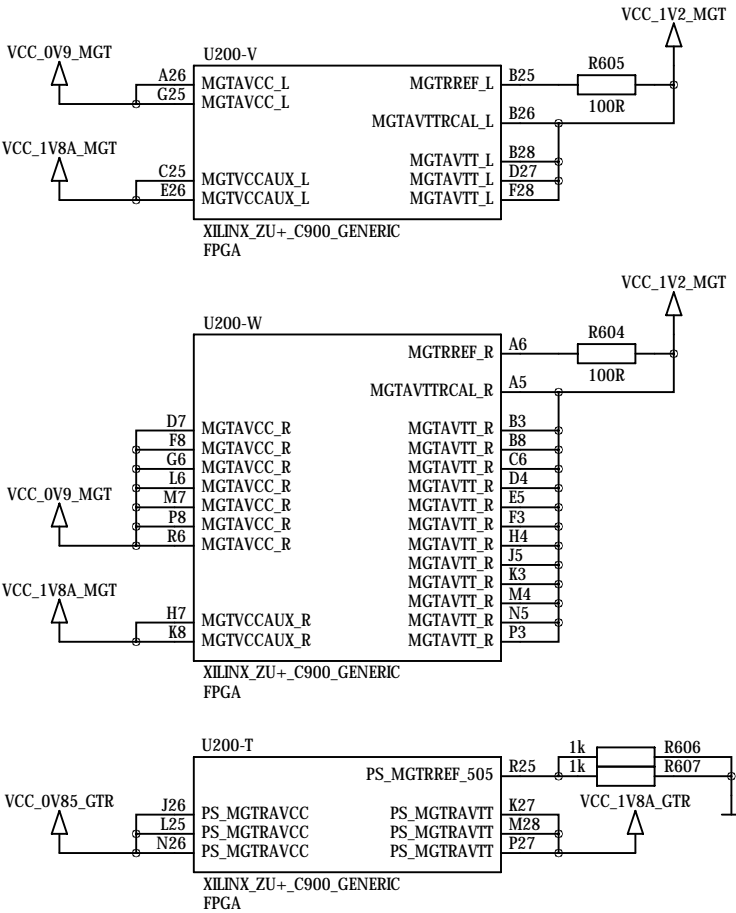 VCC_1V2_MGT
VCC_0V9_MGT
U200-V
R605
A26 MGTAVCC_L MGTRREF_L B25
G25 MGTAVCC_L
100R
MGTAVTTRCAL_L B26
VCC_1V8A_MGT
MGTAVTT_L B28
C25 MGTVCCAUX_L MGTAVTT_L D27
E26 MGTVCCAUX_L MGTAVTT_L F28
XILINX_ZU+_C900_GENERIC
FPGA
VCC_1V2_MGT
U200-W
R604
MGTRREF_R A6
100R
MGTAVTTRCAL_R A5
D7 MGTAVCC_R MGTAVTT_R B3
F8 MGTAVCC_R MGTAVTT_R B8
G6 MGTAVCC_R MGTAVTT_R C6
L6 MGTAVCC_R MGTAVTT_R D4
VCC_0V9_MGT
M7 MGTAVCC_R MGTAVTT_R E5
P8 MGTAVCC_R MGTAVTT_R F3
R6 MGTAVCC_R MGTAVTT_R H4
MGTAVTT_R J5
MGTAVTT_R K3
VCC_1V8A_MGT
MGTAVTT_R M4
H7 MGTVCCAUX_R MGTAVTT_R N5
K8 MGTVCCAUX_R MGTAVTT_R P3
XILINX_ZU+_C900_GENERIC
FPGA
U200-T
1k R606
PS_MGTRREF_505 R25 1k R607
VCC_0V85_GTR
VCC_1V8A_GTR
J26 PS_MGTRAVCC PS_MGTRAVTT K27
L25 PS_MGTRAVCC PS_MGTRAVTT M28
N26 PS_MGTRAVCC PS_MGTRAVTT P27
XILINX_ZU+_C900_GENERIC
FPGA